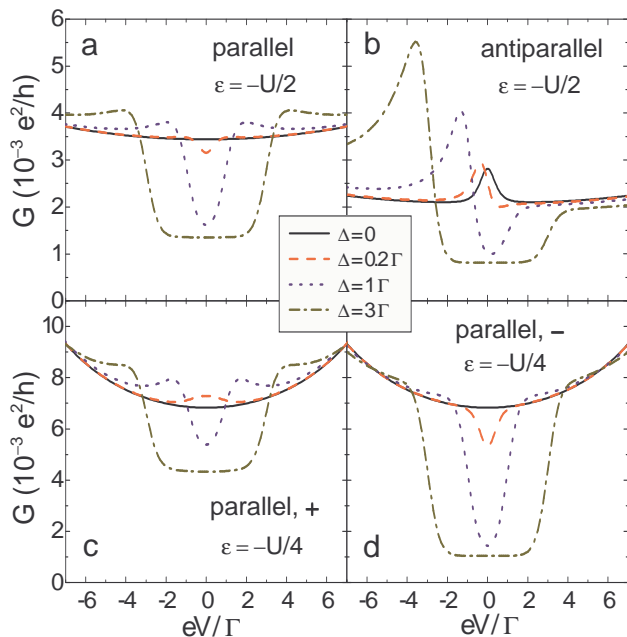 a
parallel
ε = −U/2
b
antiparallel
ε = −U/2
G (10⁻³ e²/h)
6
5
4
3
2
1
0
Δ=0
Δ=0.2Γ
Δ=1Γ
Δ=3Γ
G (10⁻³ e²/h)
10
8
6
4
2
0
parallel, +
ε = −U/4
c
parallel, −
ε = −U/4
d
-6 -4 -2 0 2 4 6
-6 -4 -2 0 2 4 6
eV/Γ
eV/Γ